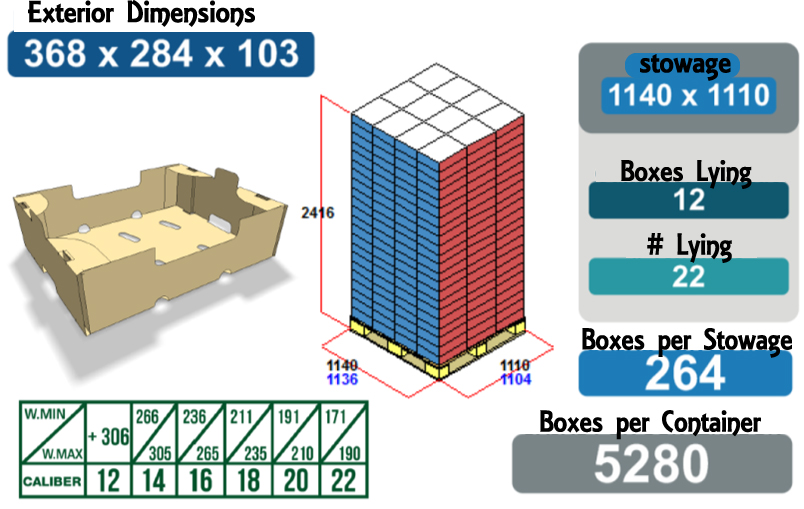 Exterior Dimensions
368 x 284 x 103
stowage
1140 x 1110
Boxes Lying
12
# Lying
22
Boxes per Stowage
264
Boxes per Container
5280
2416
1140
1136
1110
1104
W.MIN W.MAX + 306 266 305 236 265 211 235 191 210 171 190
CALIBER 12 14 16 18 20 22